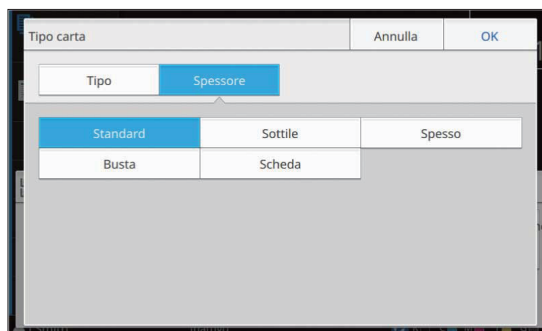 Tipo carta Annulla OK
Tipo Spessore
Standard Sottile Spesso
Busta Scheda